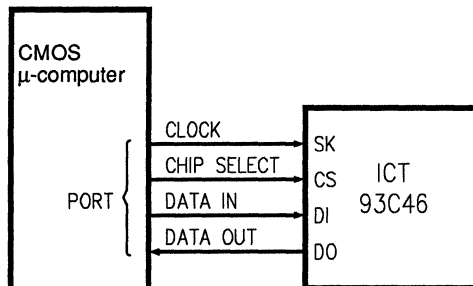 CMOS
μ-computer
PORT
CLOCK
CHIP SELECT
DATA IN
DATA OUT
SK
CS
DI
DO
ICT
93C46